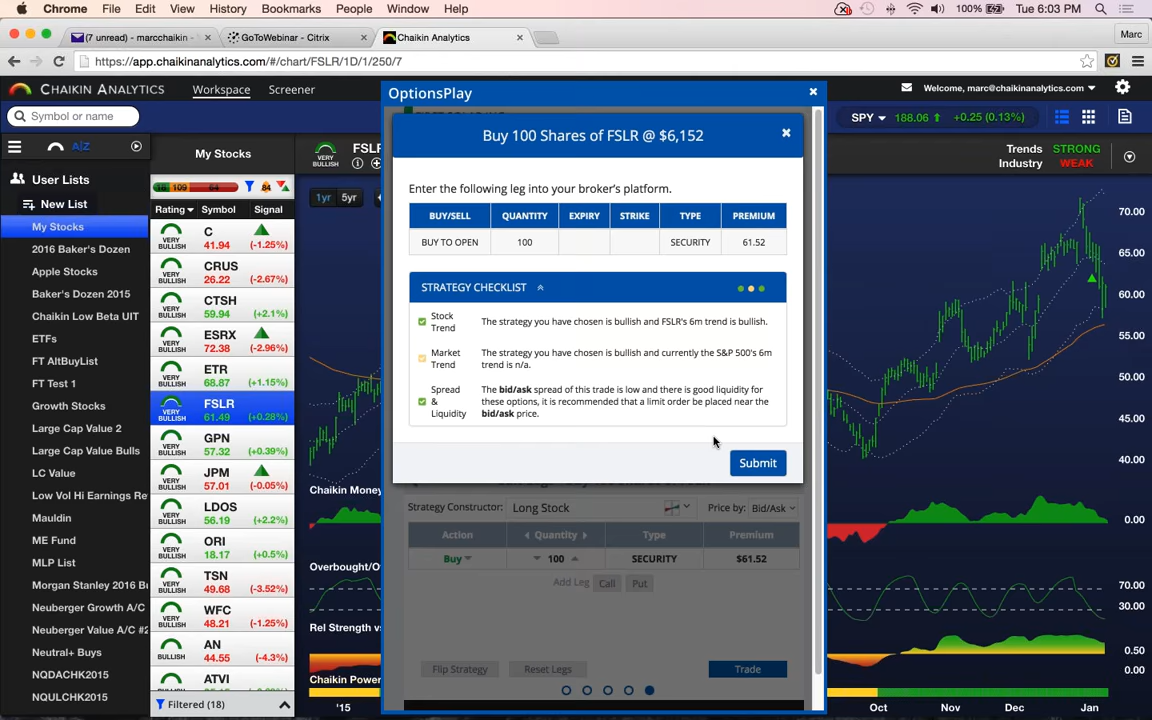 Chrome File Edit View History Bookmarks People Window Help 100% Tue 6:03 PM
(7 unread) - marcchaikin - × GoToWebinar - Citrix × Chaikin Analytics × Marc
https://app.chaikinanalytics.com/#/chart/FSLR/1D/1/250/7
CHAIKIN ANALYTICS Workspace Screener Welcome, marc@chaikinanalytics.com
Symbol or name
SPY 188.06 +0.25 (0.13%)
A|Z My Stocks
VERY BULLISH FSLR
Trends STRONG
Industry WEAK
User Lists
New List
My Stocks
2016 Baker's Dozen
Apple Stocks
Baker's Dozen 2015
Chaikin Low Beta UIT
ETFs
FT AltBuyList
FT Test 1
Growth Stocks
Large Cap Value 2
Large Cap Value Bulls
LC Value
Low Vol Hi Earnings Re
Mauldin
ME Fund
MLP List
Morgan Stanley 2016 B
Neuberger Growth A/C
Neuberger Value A/C #2
Neutral+ Buys
NQDACHK2015
NQULCHK2015
109 64 84
Rating Symbol Signal
VERY BULLISH C 41.94 (-1.25%)
VERY BULLISH CRUS 26.22 (-2.67%)
VERY BULLISH CTSH 59.94 (+2.1%)
VERY BULLISH ESRX 72.38 (-2.96%)
VERY BULLISH ETR 68.87 (+1.15%)
VERY BULLISH FSLR 61.49 (+0.28%)
VERY BULLISH GPN 57.32 (+0.39%)
VERY BULLISH JPM 57.01 (-0.05%)
VERY BULLISH LDOS 56.19 (+2.2%)
VERY BULLISH ORI 18.17 (+0.5%)
VERY BULLISH TSN 49.68 (-3.52%)
VERY BULLISH WFC 48.21 (-1.25%)
BULLISH AN 44.55 (-4.3%)
ATVI
Filtered (18)
1yr 5yr
Chaikin Mone
Overbought/O
Rel Strength v
Chaikin Power
'15
OptionsPlay
Buy 100 Shares of FSLR @ $6,152
Enter the following leg into your broker's platform.
BUY/SELL QUANTITY EXPIRY STRIKE TYPE PREMIUM
BUY TO OPEN 100 SECURITY 61.52
STRATEGY CHECKLIST
Stock Trend
The strategy you have chosen is bullish and FSLR's 6m trend is bullish.
Market Trend
The strategy you have chosen is bullish and currently the S&P 500's 6m
trend is n/a.
Spread & Liquidity
The bid/ask spread of this trade is low and there is good liquidity for
these options, it is recommended that a limit order be placed near the
bid/ask price.
Submit
Strategy Constructor: Long Stock Price by: Bid/Ask
Action Quantity Type Premium
Buy 100 SECURITY $61.52
Add Leg Call Put
Flip Strategy Reset Legs Trade
70.00
65.00
60.00
55.00
50.00
45.00
40.00
0.00
70.00
30.00
0.50
0.00
Oct Nov Dec Jan